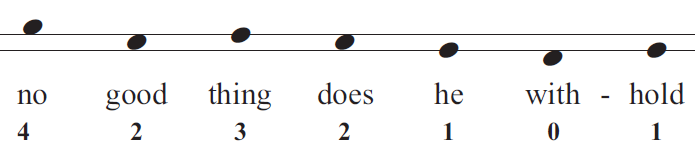 no good thing does he with - hold
4 2 3 2 1 0 1